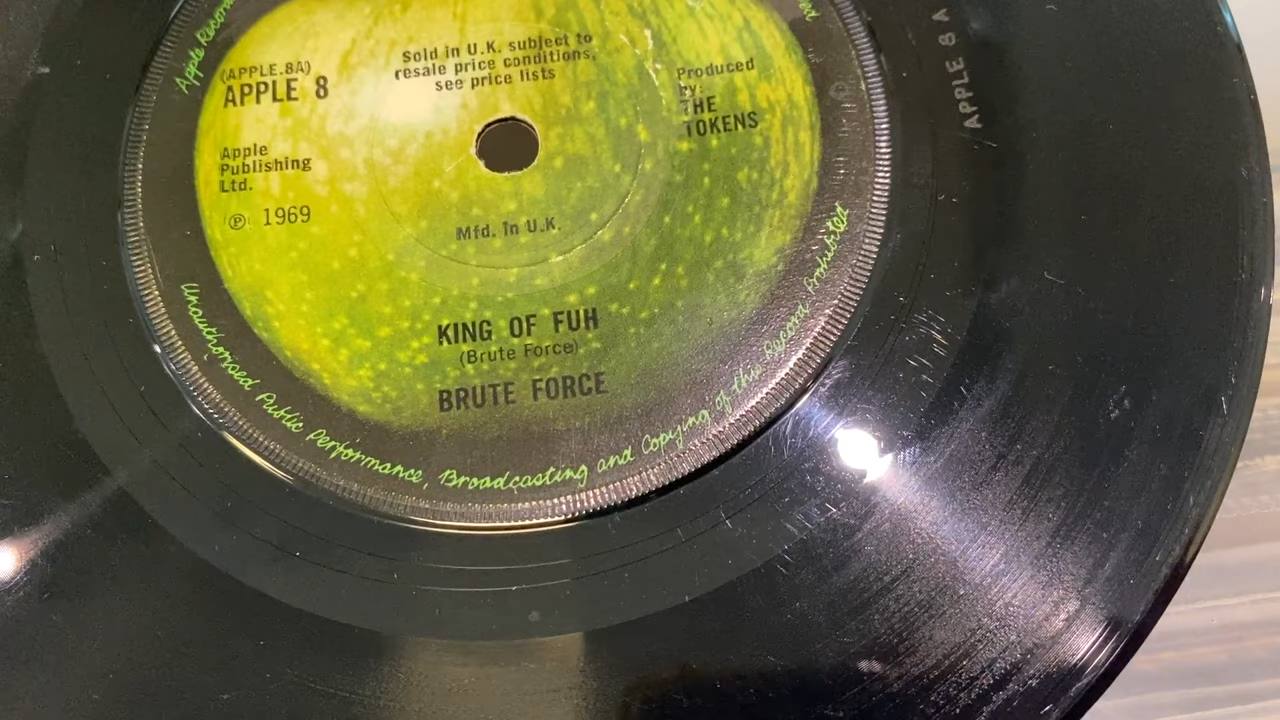 Apple Records
(APPLE.8A)
APPLE 8
Sold in U.K. subject to
resale price conditions,
see price lists
Produced
By:
THE
TOKENS
Apple
Publishing
Ltd.
℗ 1969
Mfd. in U.K.
KING OF FUH
(Brute Force)
BRUTE FORCE
Unauthorised Public Performance, Broadcasting and Copying of this Record Prohibited
APPLE 8 A